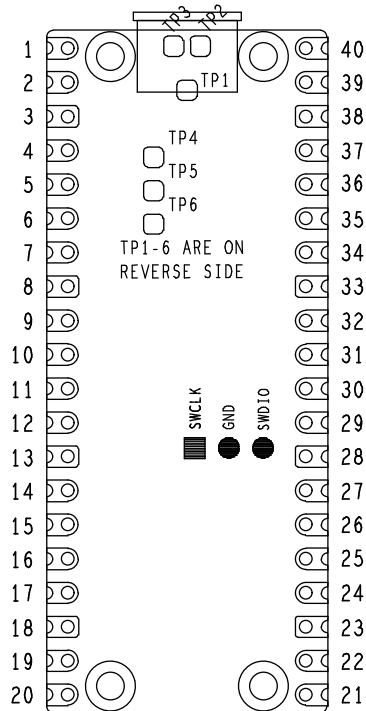 TP3 TP2
1 40
2 39
TP1
3 38
TP4
4 37
TP5
5 36
TP6
6 35
TP1-6 ARE ON
7 34
REVERSE SIDE
8 33
9 32
10 31
11 30
SWCLK
GND
SWDIO
12 29
13 28
14 27
15 26
16 25
17 24
18 23
19 22
20 21